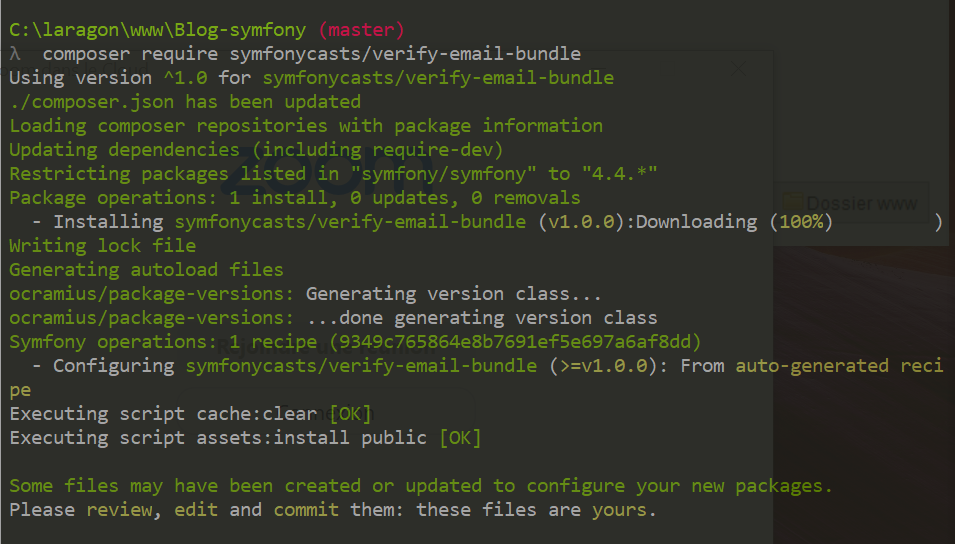 C:\laragon\www\Blog-symfony (master)
λ  composer require symfonycasts/verify-email-bundle
Using version ^1.0 for symfonycasts/verify-email-bundle
./composer.json has been updated
Loading composer repositories with package information
Updating dependencies (including require-dev)
Restricting packages listed in "symfony/symfony" to "4.4.*"
zoom
Package operations: 1 install, 0 updates, 0 removals
Dossier www
  - Installing symfonycasts/verify-email-bundle (v1.0.0):Downloading (100%)         )
Writing lock file
Generating autoload files
ocramius/package-versions: Generating version class...
ocramius/package-versions: ...done generating version class
Symfony operations: 1 recipe (9349c765864e8b7691ef5e697a6af8dd)
  - Configuring symfonycasts/verify-email-bundle (>=v1.0.0): From auto-generated reci
pe
Executing script cache:clear [OK]
Executing script assets:install public [OK]
Some files may have been created or updated to configure your new packages.
Please review, edit and commit them: these files are yours.